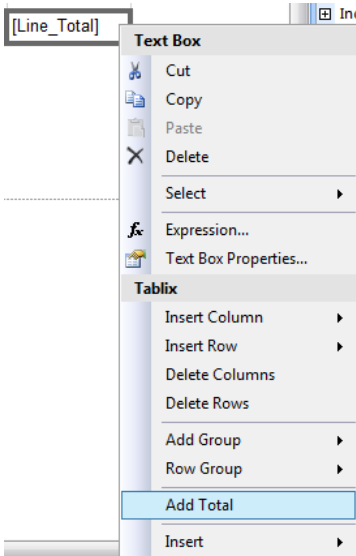 [Line_Total]
Text Box
Cut
Copy
Paste
Delete
Select
fx Expression...
Text Box Properties...
Tablix
Insert Column
Insert Row
Delete Columns
Delete Rows
Add Group
Row Group
Add Total
Insert